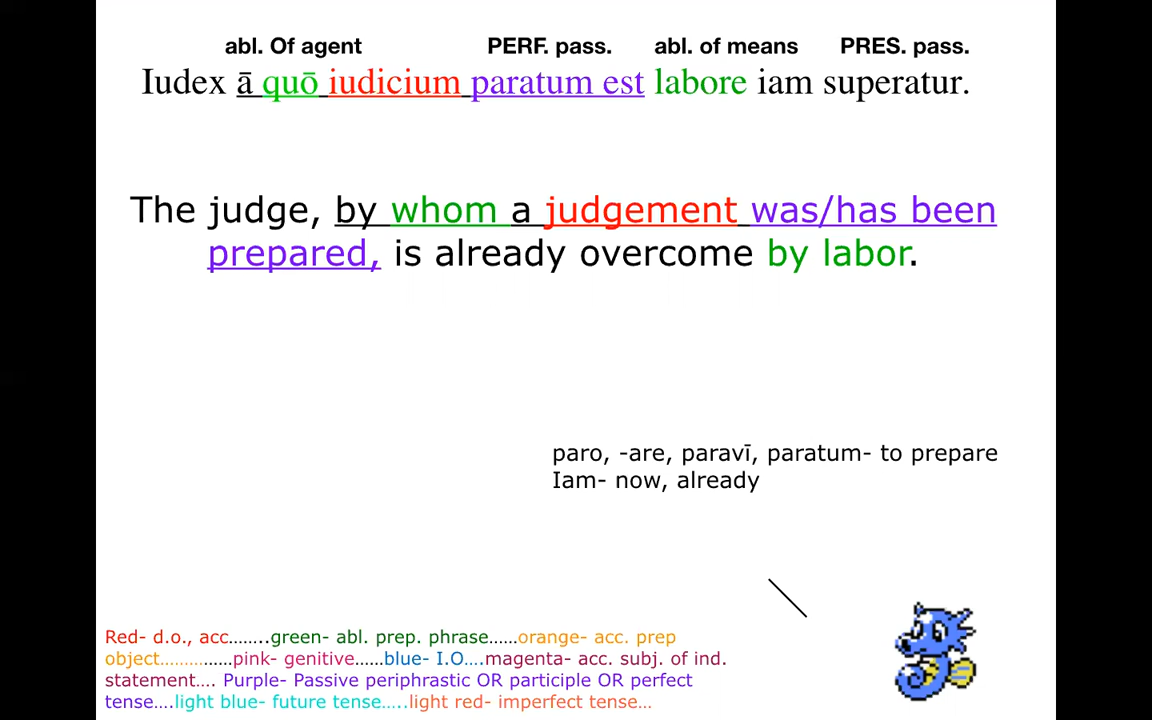 abl. Of agent PERF. pass. abl. of means PRES. pass.
Iudex ā quō iudicium paratum est labore iam superatur.
The judge, by whom a judgement was/has been
prepared, is already overcome by labor.
paro, -are, paravī, paratum- to prepare
Iam- now, already
Red- d.o., acc……..green- abl. prep. phrase……orange- acc. prep
object………..……pink- genitive……blue- I.O….magenta- acc. subj. of ind.
statement…. Purple- Passive periphrastic OR participle OR perfect
tense….light blue- future tense…..light red- imperfect tense…